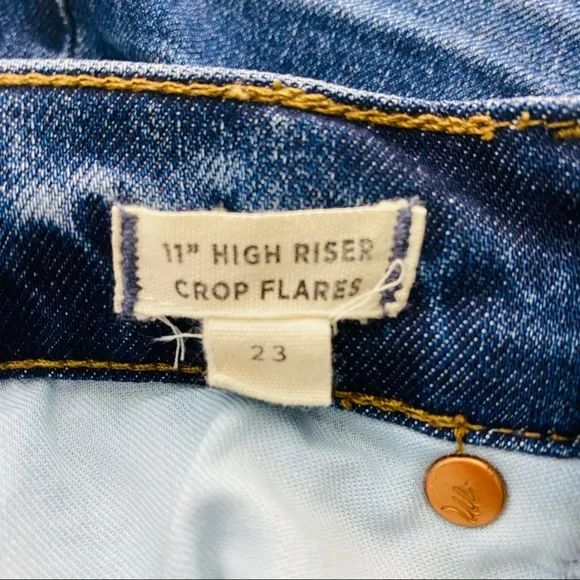 11” HIGH RISER
CROP FLARES
23